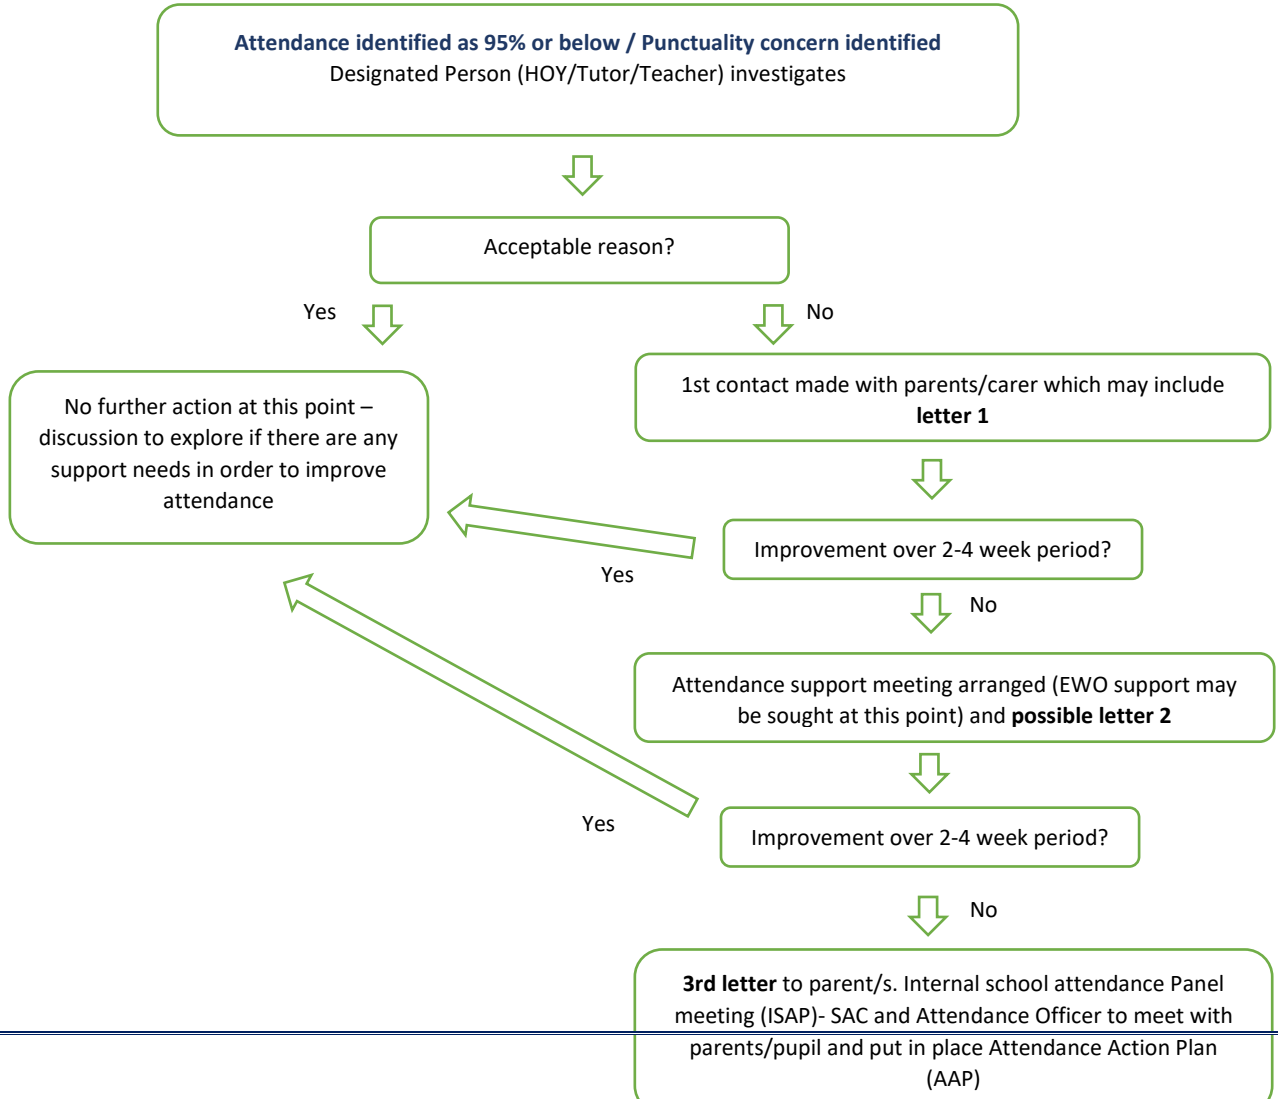 Attendance identified as 95% or below / Punctuality concern identified
Designated Person (HOY/Tutor/Teacher) investigates
Acceptable reason?
Yes
No
No further action at this point –
discussion to explore if there are any
support needs in order to improve
attendance
1st contact made with parents/carer which may include
letter 1
Improvement over 2-4 week period?
Yes
No
Attendance support meeting arranged (EWO support may
be sought at this point) and possible letter 2
Improvement over 2-4 week period?
Yes
No
3rd letter to parent/s. Internal school attendance Panel
meeting (ISAP)- SAC and Attendance Officer to meet with
parents/pupil and put in place Attendance Action Plan
(AAP)